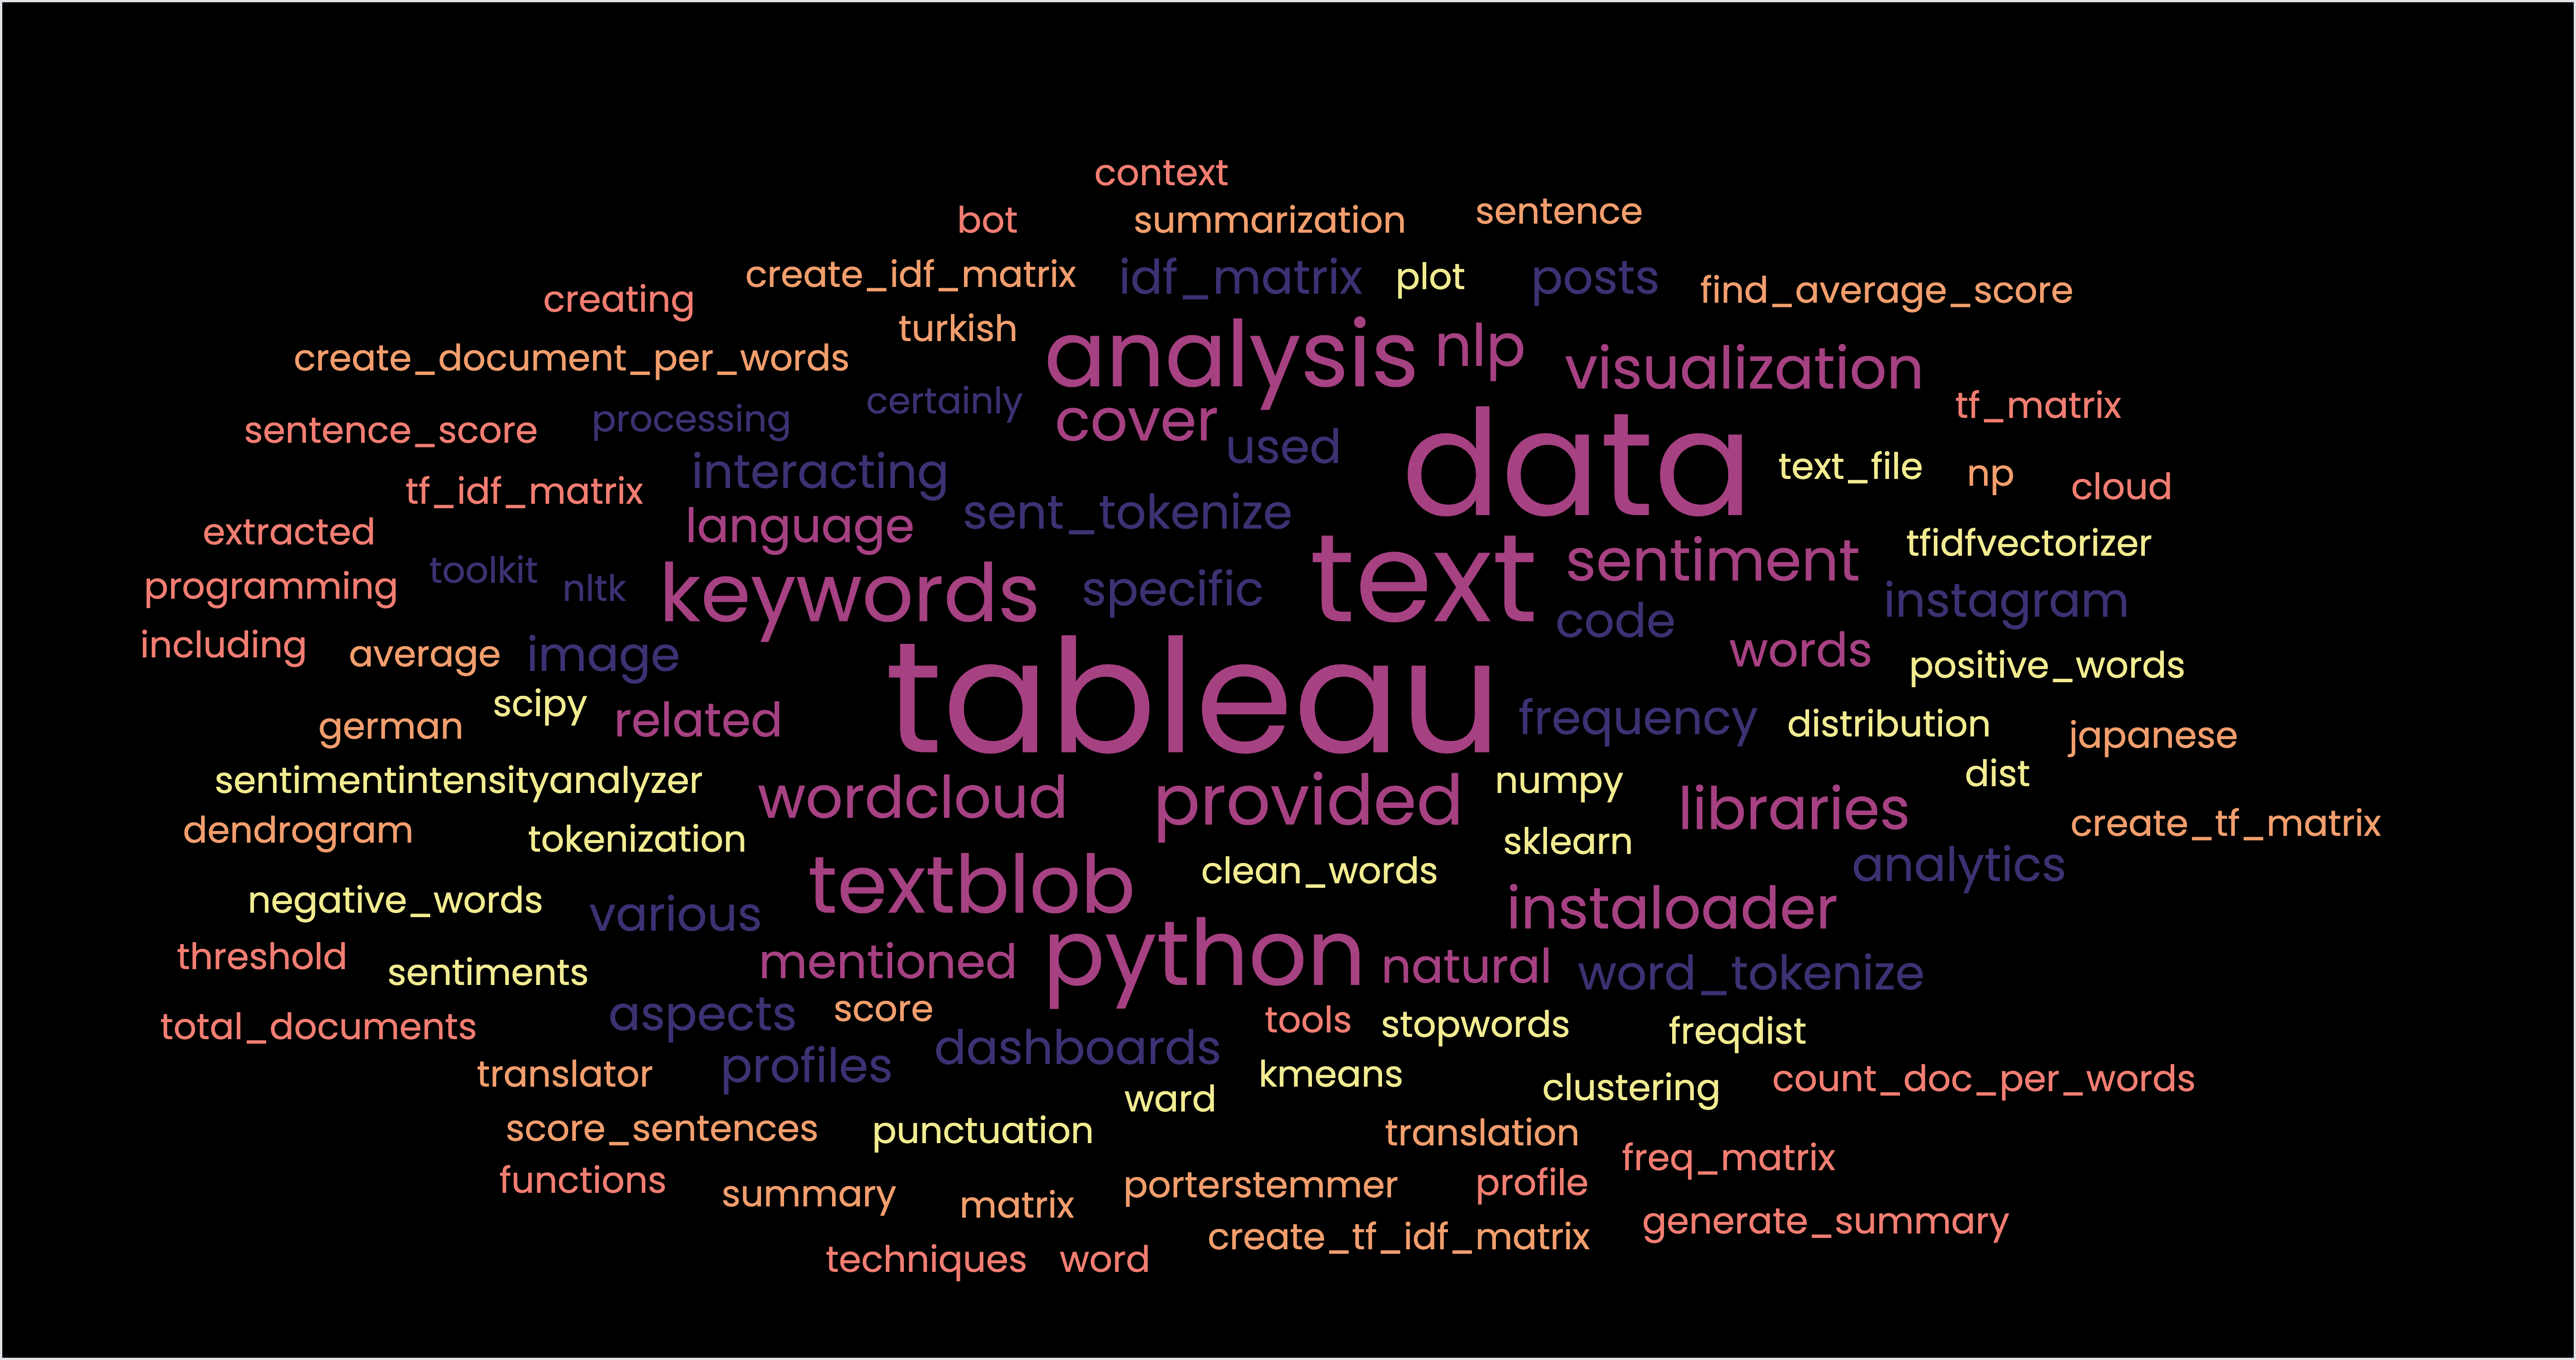 context
bot summarization sentence
create_idf_matrix idf_matrix plot posts find_average_score
creating
turkish
create_document_per_words analysis nlp visualization
certainly cover tf_matrix
sentence_score processing used
interacting data text_file np cloud
tf_idf_matrix sent_tokenize
extracted language tfidfvectorizer
programming toolkit nltk keywords specific text sentiment instagram
code
including average image words positive_words
scipy tableau
german related frequency distribution japanese
sentimentintensityanalyzer numpy dist
wordcloud provided libraries
dendrogram tokenization sklearn create_tf_matrix
textblob clean_words analytics
negative_words various instaloader
threshold sentiments mentioned python natural word_tokenize
total_documents aspects score tools stopwords freqdist
profiles dashboards
translator kmeans clustering count_doc_per_words
ward
score_sentences punctuation translation
functions summary matrix porterstemmer profile freq_matrix
create_tf_idf_matrix generate_summary
techniques word